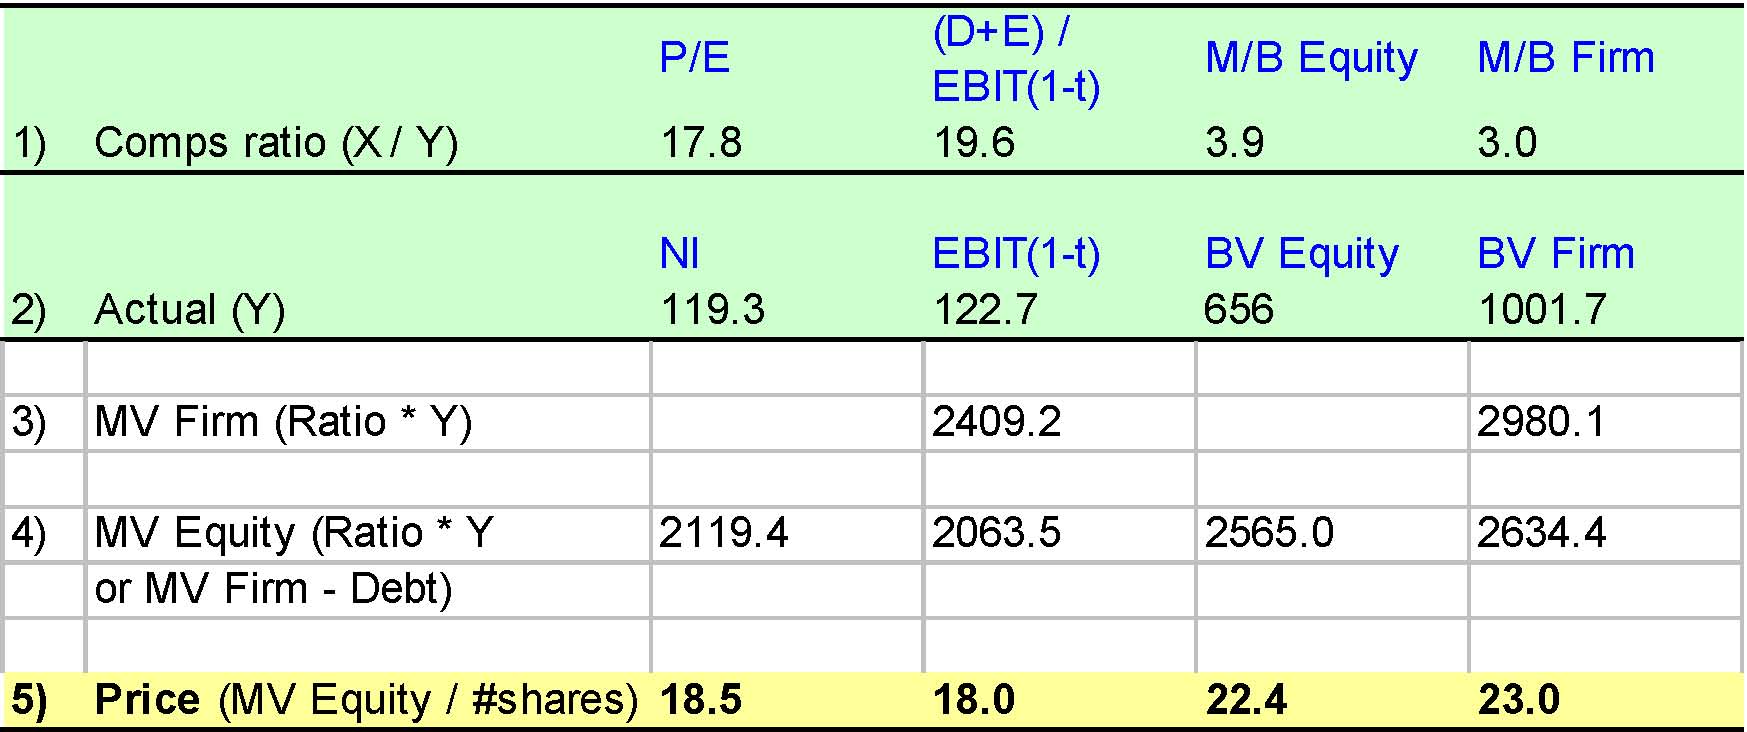 P/E (D+E) / EBIT(1-t) M/B Equity M/B Firm
1) Comps ratio (X / Y) 17.8 19.6 3.9 3.0
NI EBIT(1-t) BV Equity BV Firm
2) Actual (Y) 119.3 122.7 656 1001.7
3) MV Firm (Ratio * Y) 2409.2 2980.1
4) MV Equity (Ratio * Y 2119.4 2063.5 2565.0 2634.4
or MV Firm - Debt)
5) Price (MV Equity / #shares) 18.5 18.0 22.4 23.0